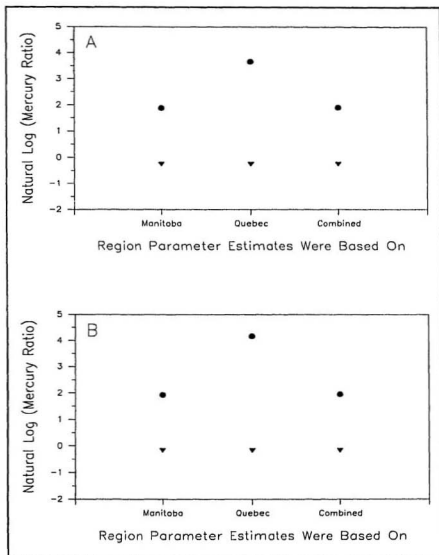 A
5
4
3
2
1
0
-1
-2
Natural Log (Mercury Ratio)
Manitoba Quebec Combined
Region Parameter Estimates Were Based On
B
5
4
3
2
1
0
-1
-2
Natural Log (Mercury Ratio)
Manitoba Quebec Combined
Region Parameter Estimates Were Based On